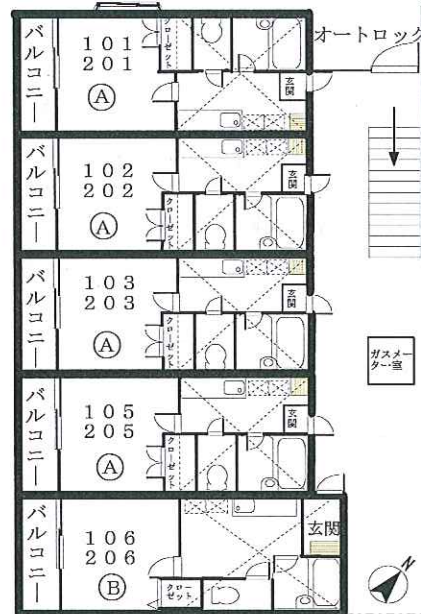 オートロック
バルコニー
101
201
A
クローゼット
玄関
バルコニー
102
202
A
クローゼット
玄関
バルコニー
103
203
A
クローゼット
玄関
ガスメーター室
バルコニー
105
205
A
クローゼット
玄関
バルコニー
106
206
B
クローゼット
玄関
N